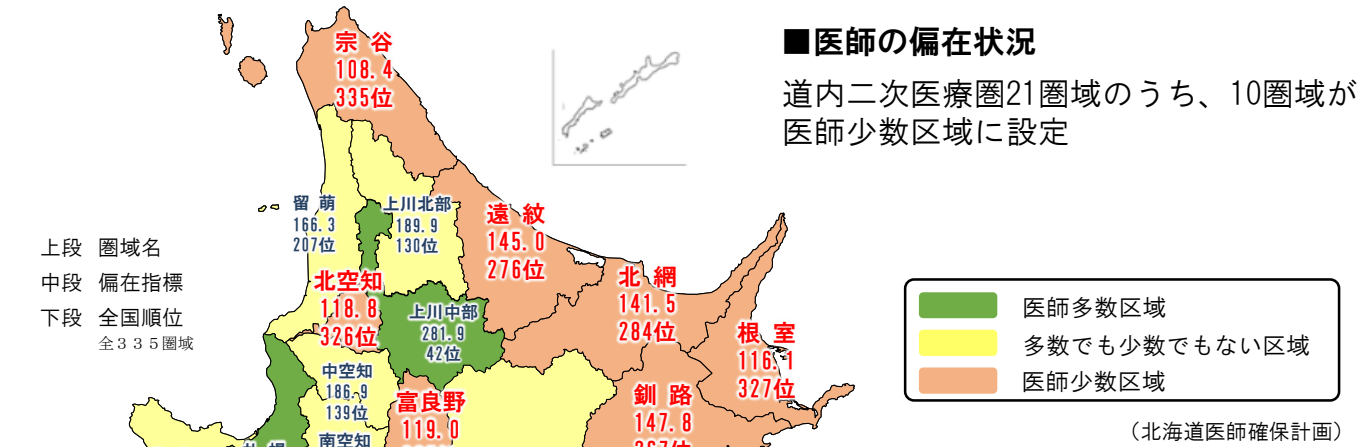 ■医師の偏在状況
道内二次医療圏21圏域のうち、10圏域が
医師少数区域に設定
宗 谷
108.4
335位
留 萌
166.3
207位
上川北部
189.9
130位
遠 紋
145.0
276位
上段 圏域名
中段 偏在指標
下段 全国順位
全335圏域
北空知
118.8
326位
上川中部
281.9
42位
北 網
141.5
284位
根 室
116.1
327位
中空知
186.9
139位
富良野
119.0
釧 路
147.8
南空知
医師多数区域
多数でも少数でもない区域
医師少数区域
(北海道医師確保計画)